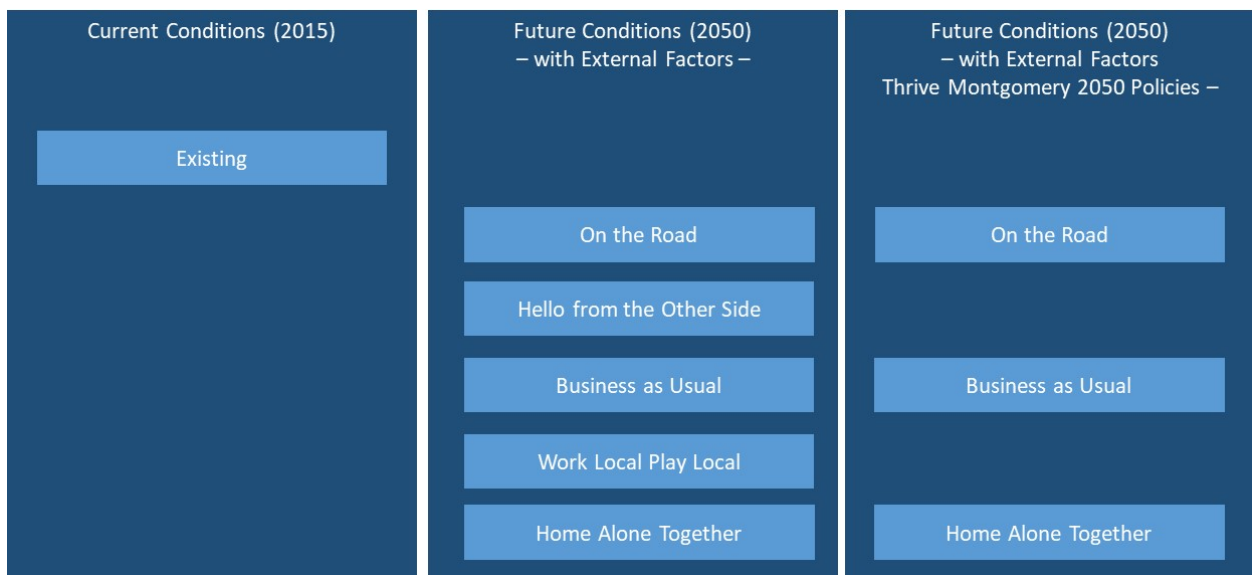 Current Conditions (2015)
Existing
Future Conditions (2050)
– with External Factors –
On the Road
Hello from the Other Side
Business as Usual
Work Local Play Local
Home Alone Together
Future Conditions (2050)
– with External Factors
Thrive Montgomery 2050 Policies –
On the Road
Business as Usual
Home Alone Together